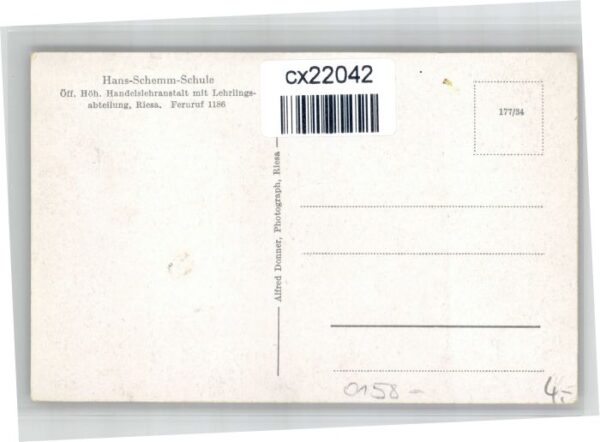 Hans-Schemm-Schule
Öff. Höh. Handelslehranstalt mit Lehrlings-
abteilung, Riesa. Fernruf 1186
cx22042
177/34
Alfred Donner, Photograph, Riesa
0158-
4,-